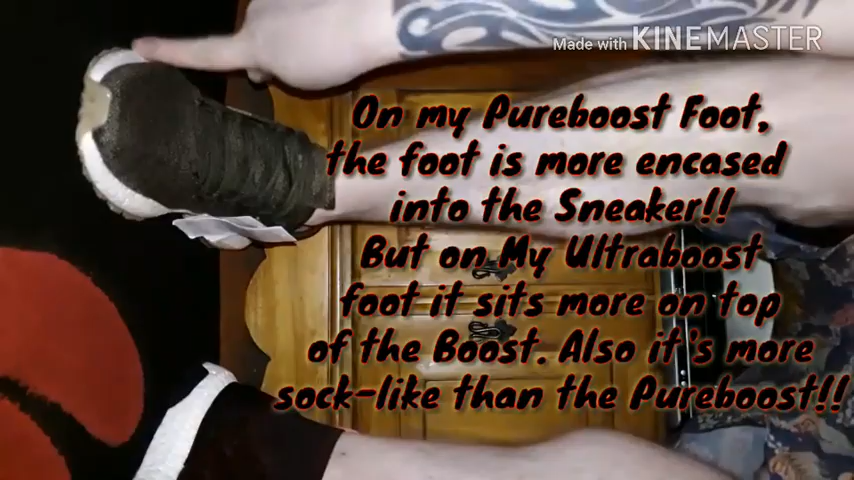 Made with KINEMASTER
On my Pureboost Foot,
the foot is more encased
into the Sneaker!!
But on My Ultraboost
foot it sits more on top
of the Boost. Also it's more
sock-like than the Pureboost!!